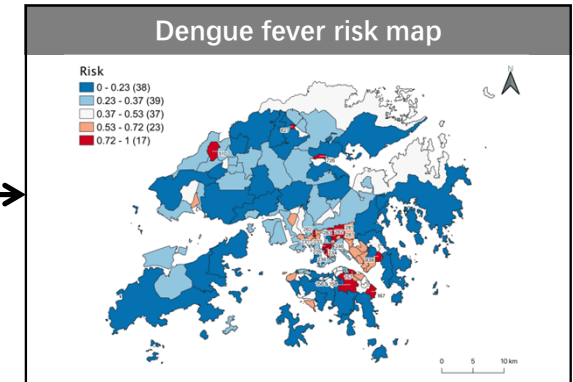 Dengue fever risk map
Risk
0 - 0.23 (38)
0.23 - 0.37 (39)
0.37 - 0.53 (37)
0.53 - 0.72 (23)
0.72 - 1 (17)
N
167
0 5 10 km